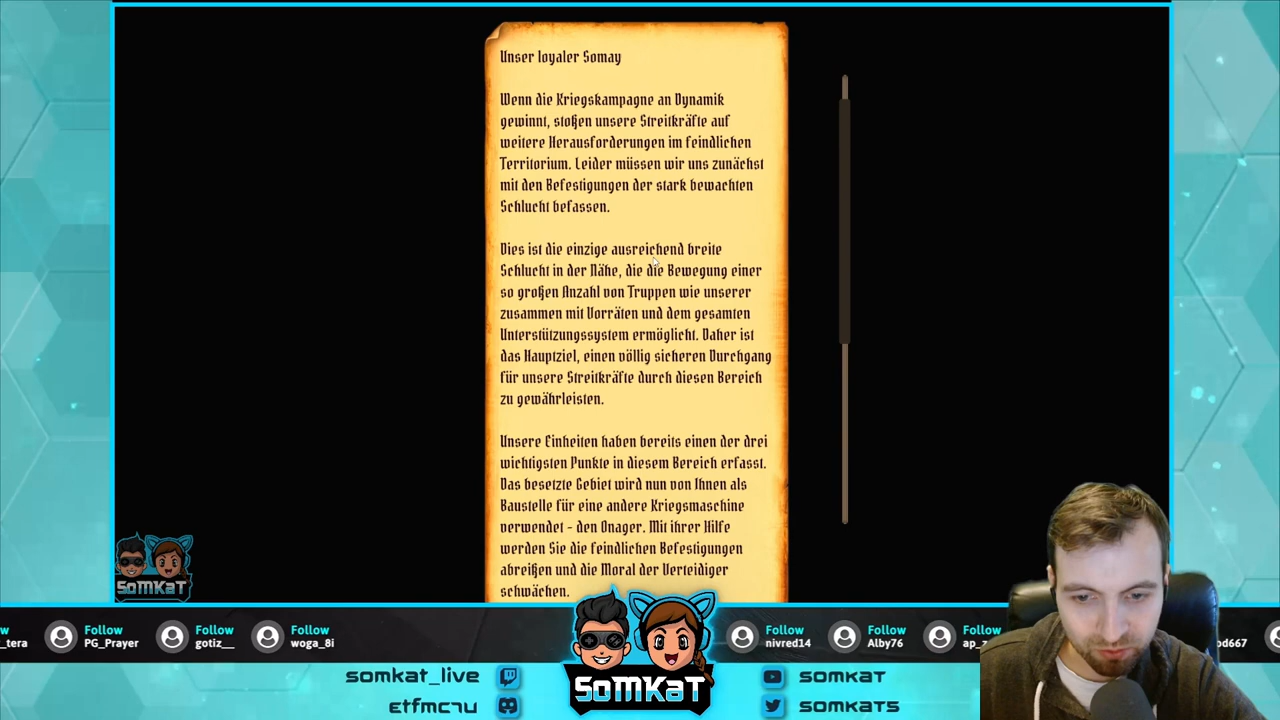 Unser loyaler Somay
Wenn die Kriegskampagne an Dynamik
gewinnt, stoßen unsere Streitkräfte auf
weitere Herausforderungen im feindlichen
Territorium. Leider müssen wir uns zunächst
mit den Befestigungen der stark bewachten
Schlucht befassen.
Dies ist die einzige ausreichend breite
Schlucht in der Nähe, die die Bewegung einer
so großen Anzahl von Truppen wie unserer
zusammen mit Vorräten und dem gesamten
Unterstützungssystem ermöglicht. Daher ist
das Hauptziel, einen völlig sicheren Durchgang
für unsere Streitkräfte durch diesen Bereich
zu gewährleisten.
Unsere Einheiten haben bereits einen der drei
wichtigsten Punkte in diesem Bereich erfasst.
Das besetzte Gebiet wird nun von Ihnen als
Baustelle für eine andere Kriegsmaschine
verwendet - den Onager. Mit ihrer Hilfe
werden Sie die feindlichen Befestigungen
abreißen und die Moral der Verteidiger
schwächen.
SOMKAT
w Follow Follow Follow Follow Follow Follow
_tera PG_Prayer gotiz__ woga_8i nivred14 Alby76 od667
SOMKAT
somkat_live SOMKAT
ETFMC7U SOMKAT5